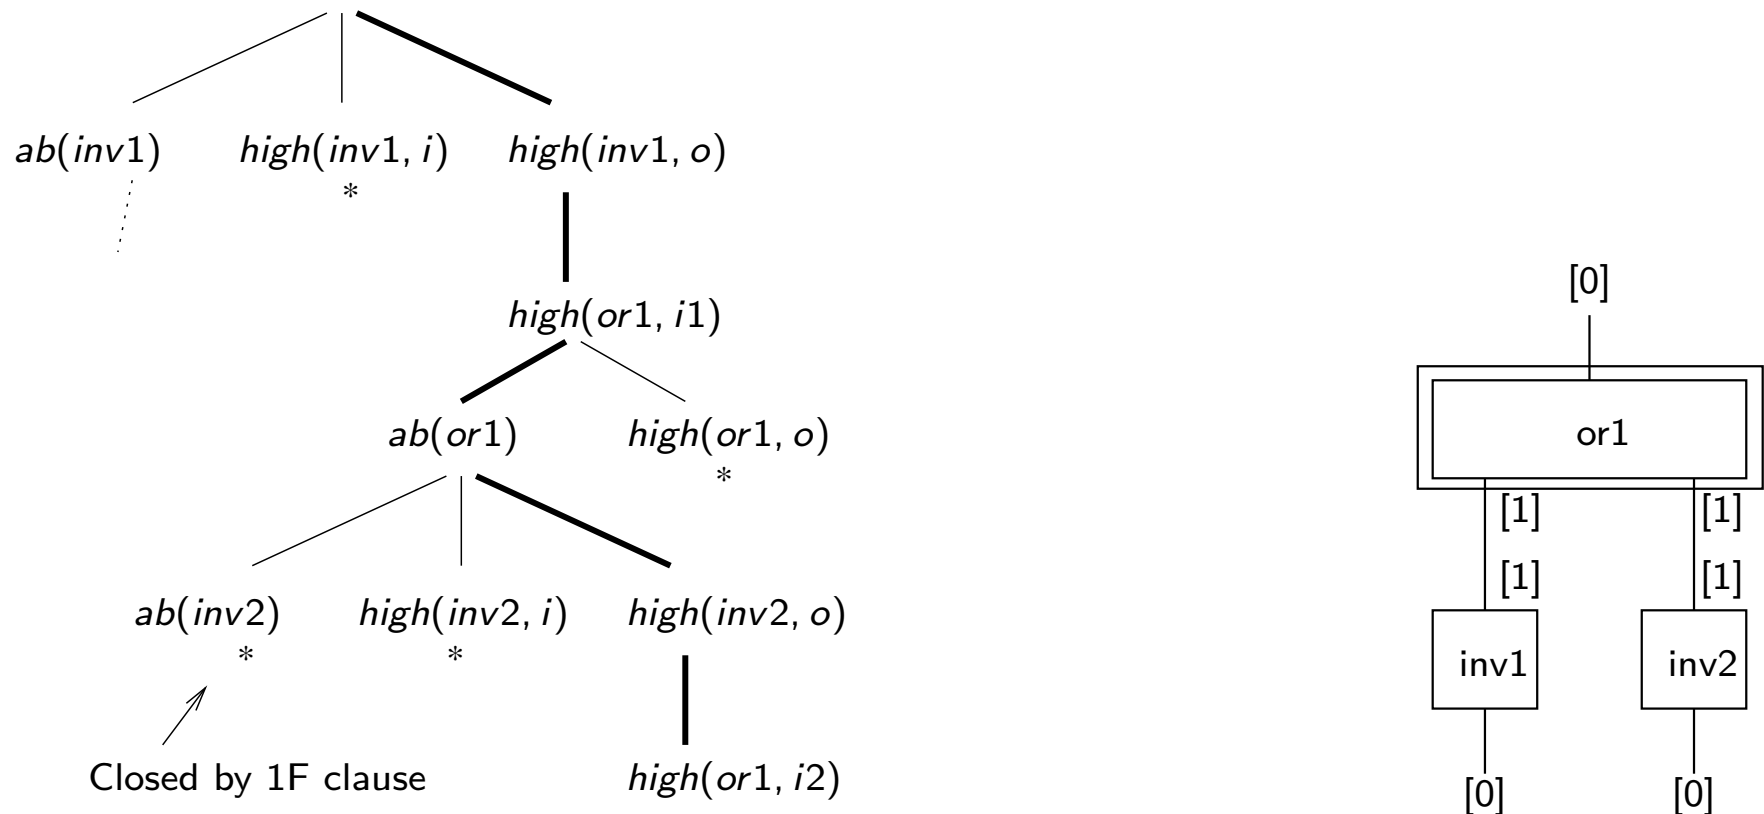 ab(inv1) high(inv1, i) high(inv1, o)
*
[0]
high(or1, i1)
ab(or1) high(or1, o)
*
or1
[1] [1]
[1] [1]
ab(inv2) high(inv2, i) high(inv2, o)
* *
inv1 inv2
Closed by 1F clause high(or1, i2)
[0] [0]